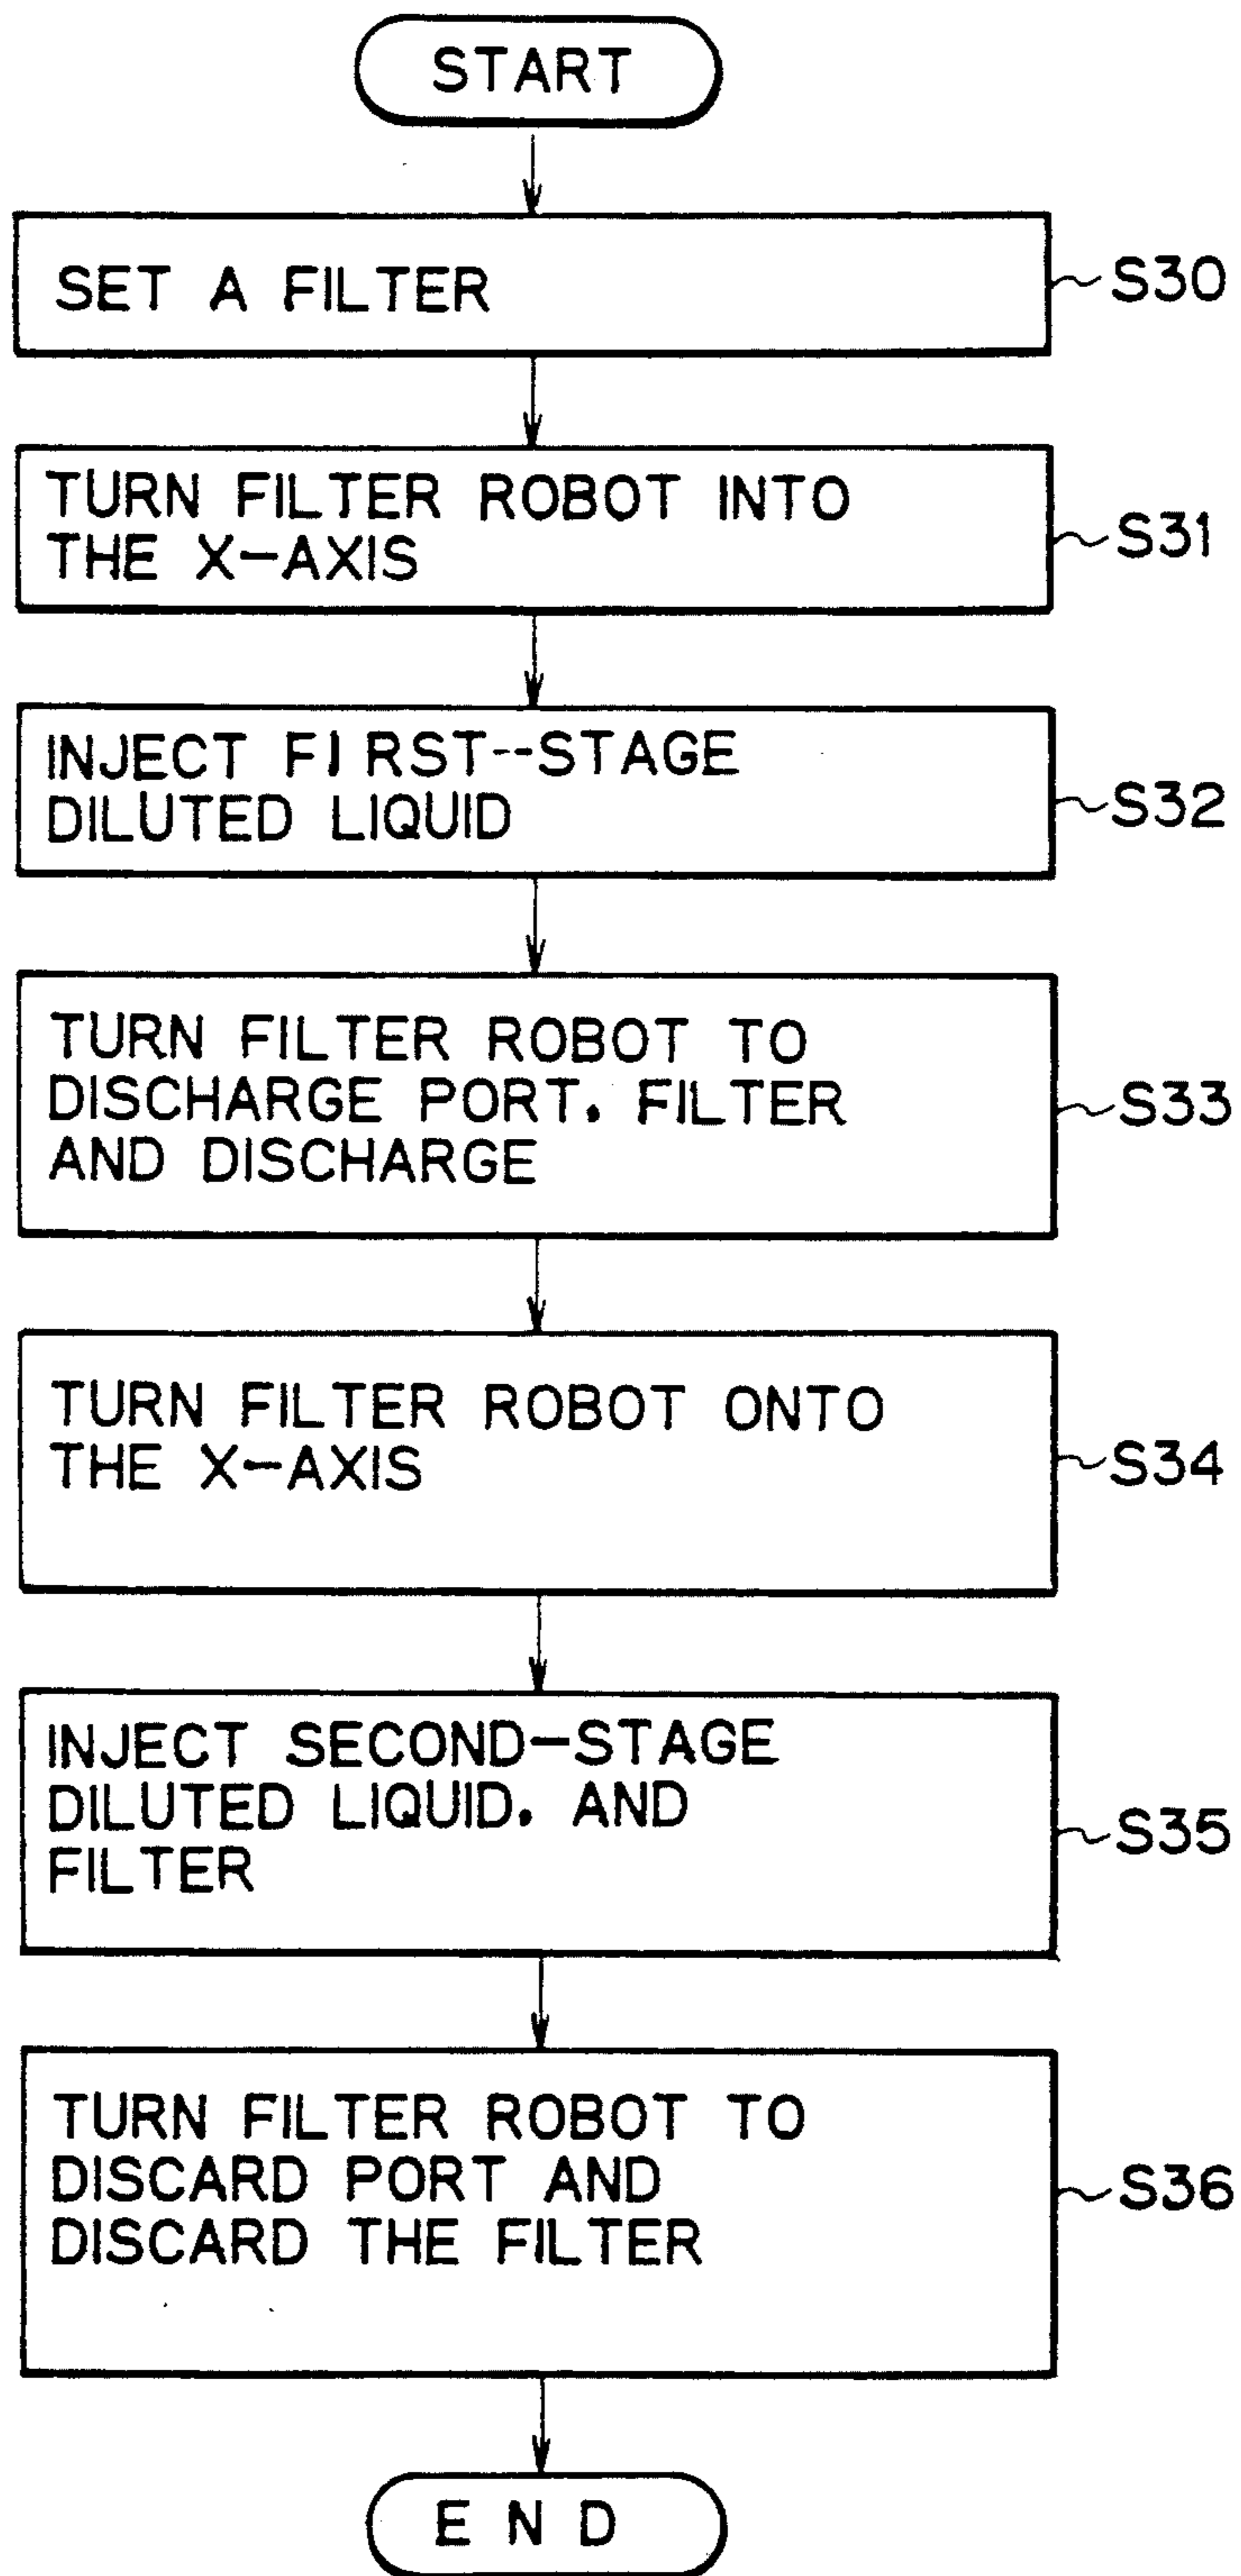 START
SET A FILTER
S30
TURN FILTER ROBOT INTO
THE X-AXIS
S31
INJECT FIRST--STAGE
DILUTED LIQUID
S32
TURN FILTER ROBOT TO
DISCHARGE PORT. FILTER
AND DISCHARGE
S33
TURN FILTER ROBOT ONTO
THE X-AXIS
S34
INJECT SECOND-STAGE
DILUTED LIQUID. AND
FILTER
S35
TURN FILTER ROBOT TO
DISCARD PORT AND
DISCARD THE FILTER
S36
END